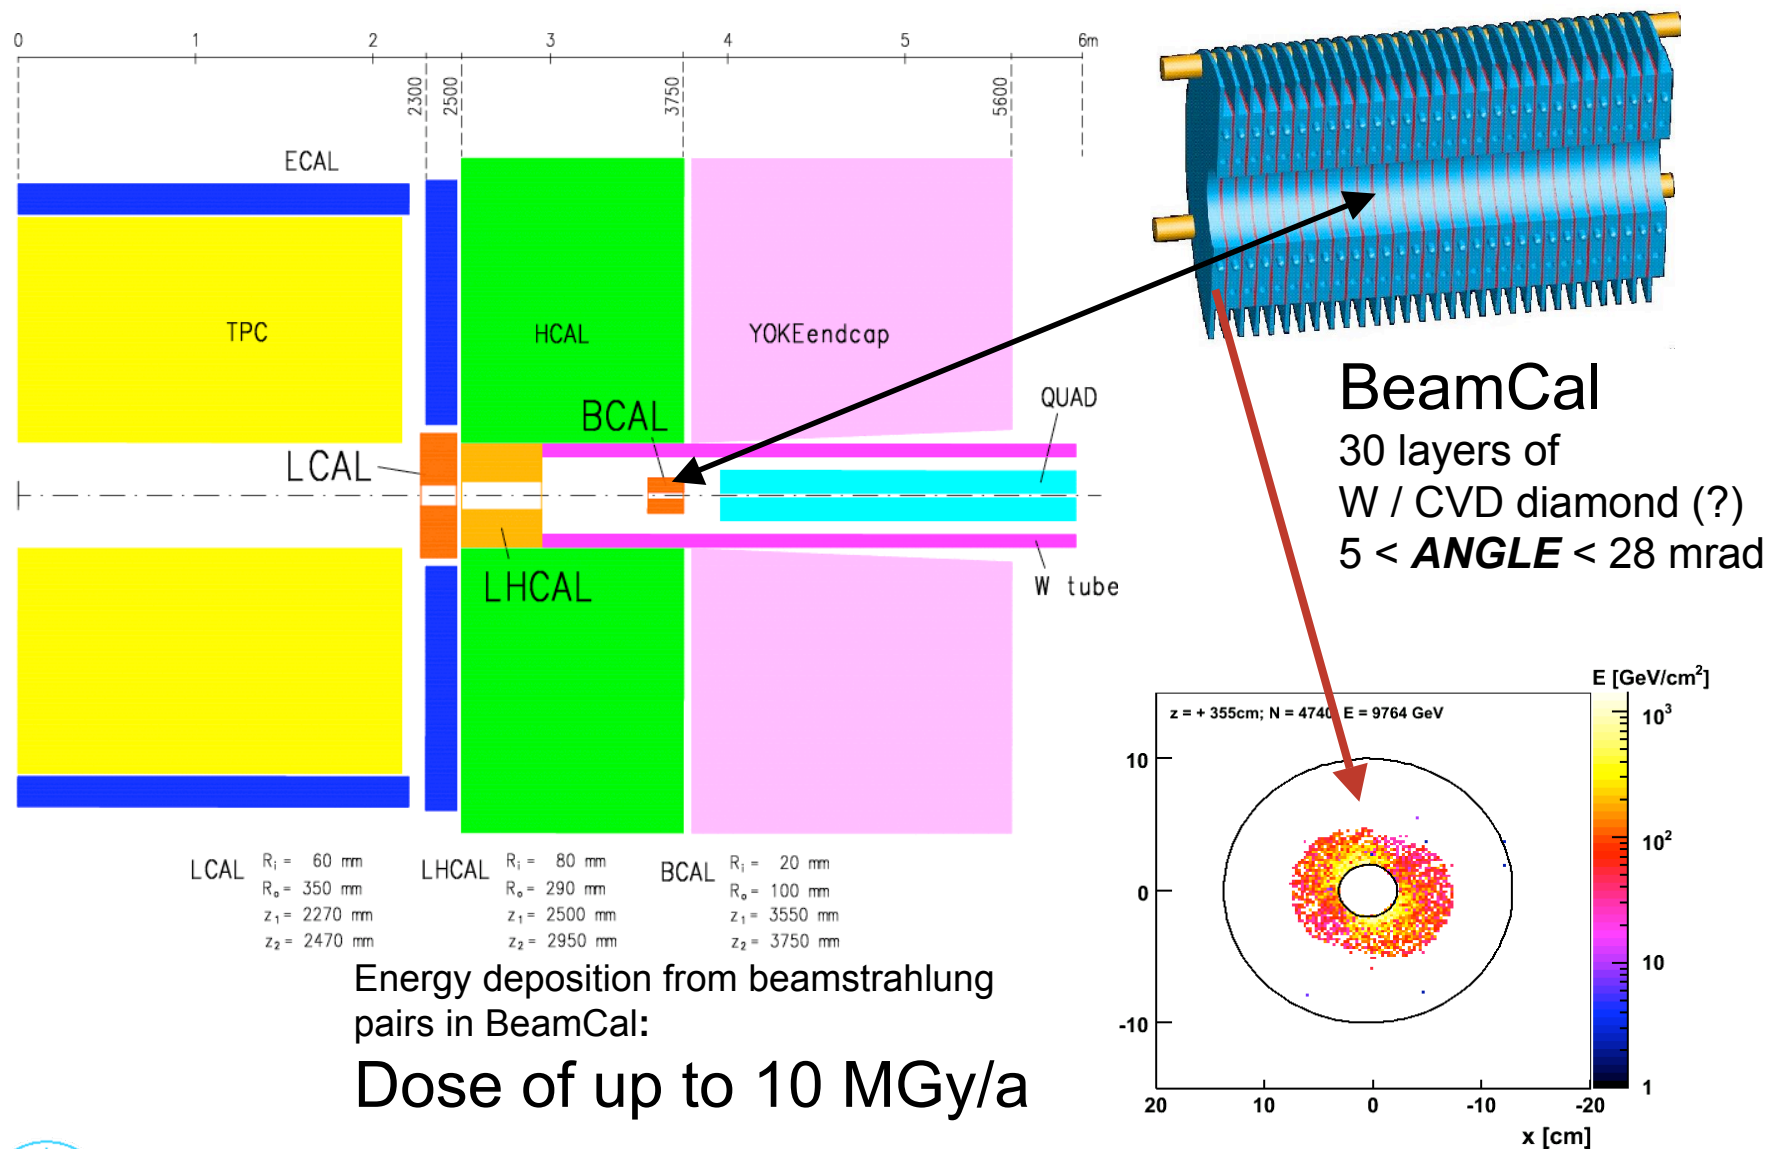 0 1 2 3 4 5 6m
2300
2500
3750
5600
ECAL
TPC
HCAL
YOKEendcap
BCAL
QUAD
LCAL
LHCAL
W tube
BeamCal
30 layers of
W / CVD diamond (?)
5 < ANGLE < 28 mrad
LCAL
Ri = 60 mm
Ro = 350 mm
z1 = 2270 mm
z2 = 2470 mm
LHCAL
Ri = 80 mm
Ro = 290 mm
z1 = 2500 mm
z2 = 2950 mm
BCAL
Ri = 20 mm
Ro = 100 mm
z1 = 3550 mm
z2 = 3750 mm
Energy deposition from beamstrahlung
pairs in BeamCal:
Dose of up to 10 MGy/a
E [GeV/cm²]
z = + 355cm; N = 4740 E = 9764 GeV
10
0
-10
20 10 0 -10 -20
x [cm]
10³
10²
10
1